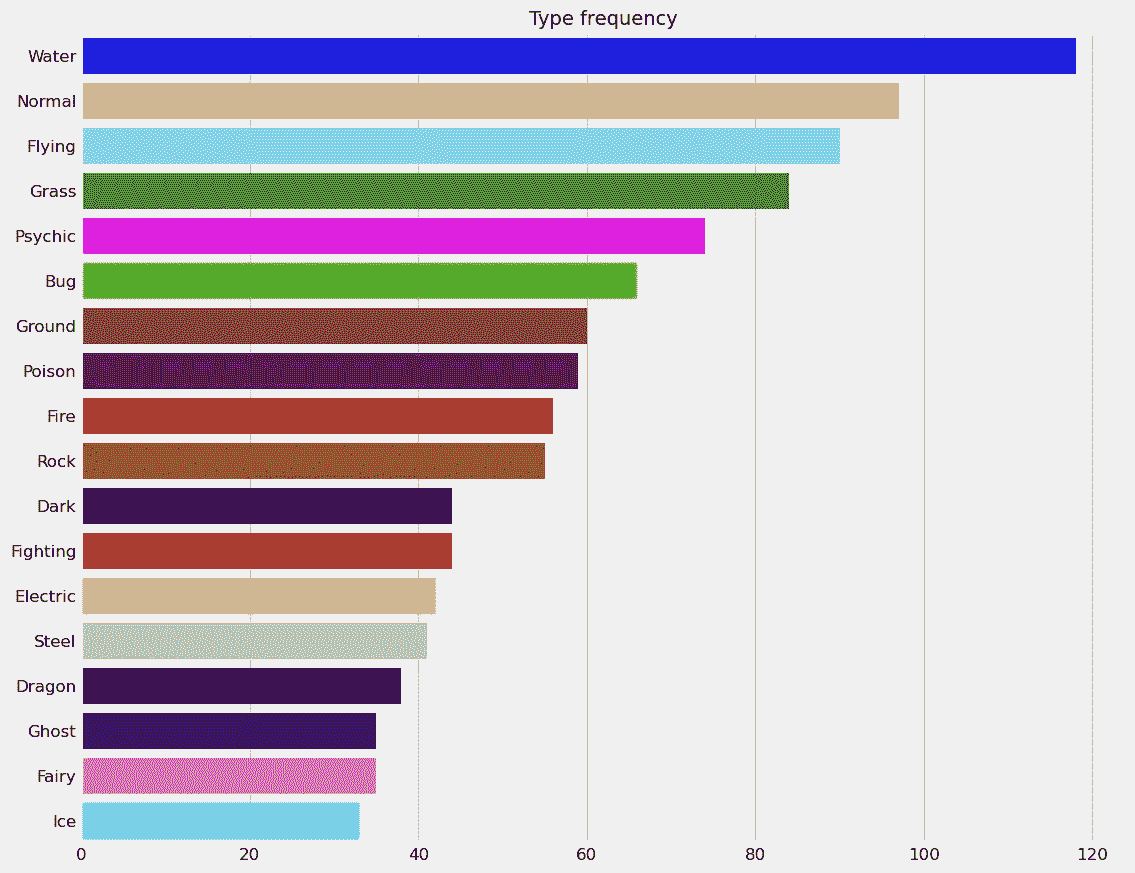 Type frequency
Water
Normal
Flying
Grass
Psychic
Bug
Ground
Poison
Fire
Rock
Dark
Fighting
Electric
Steel
Dragon
Ghost
Fairy
Ice
0 20 40 60 80 100 120